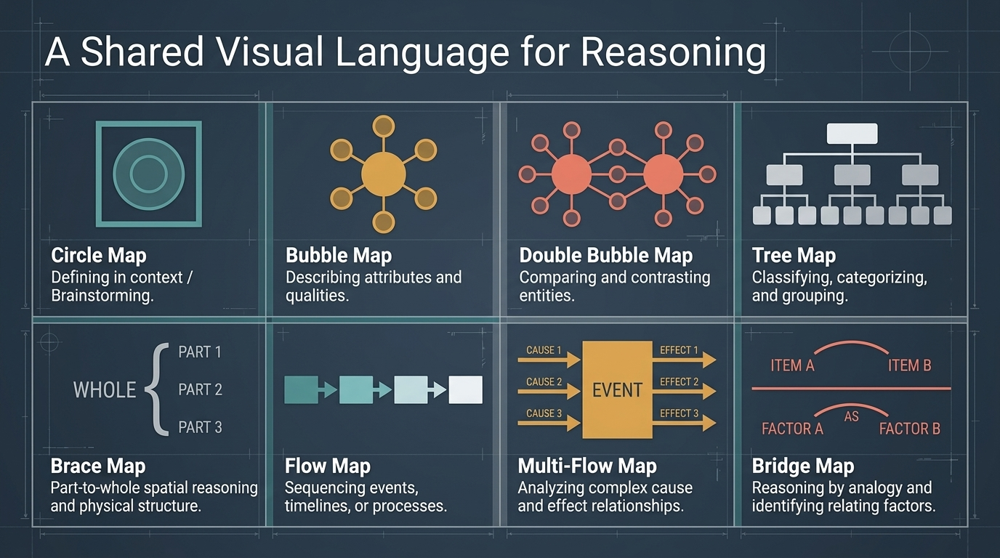 A Shared Visual Language for Reasoning
Circle Map
Defining in context /
Brainstorming.
Bubble Map
Describing attributes and
qualities.
Double Bubble Map
Comparing and contrasting
entities.
Tree Map
Classifying, categorizing,
and grouping.
WHOLE
PART 1
PART 2
PART 3
Brace Map
Part-to-whole spatial reasoning
and physical structure.
Flow Map
Sequencing events,
timelines, or processes.
CAUSE 1
CAUSE 2
CAUSE 3
EVENT
EFFECT 1
EFFECT 2
EFFECT 3
Multi-Flow Map
Analyzing complex cause
and effect relationships.
ITEM A
ITEM B
FACTOR A
AS
FACTOR B
Bridge Map
Reasoning by analogy and
identifying relating factors.